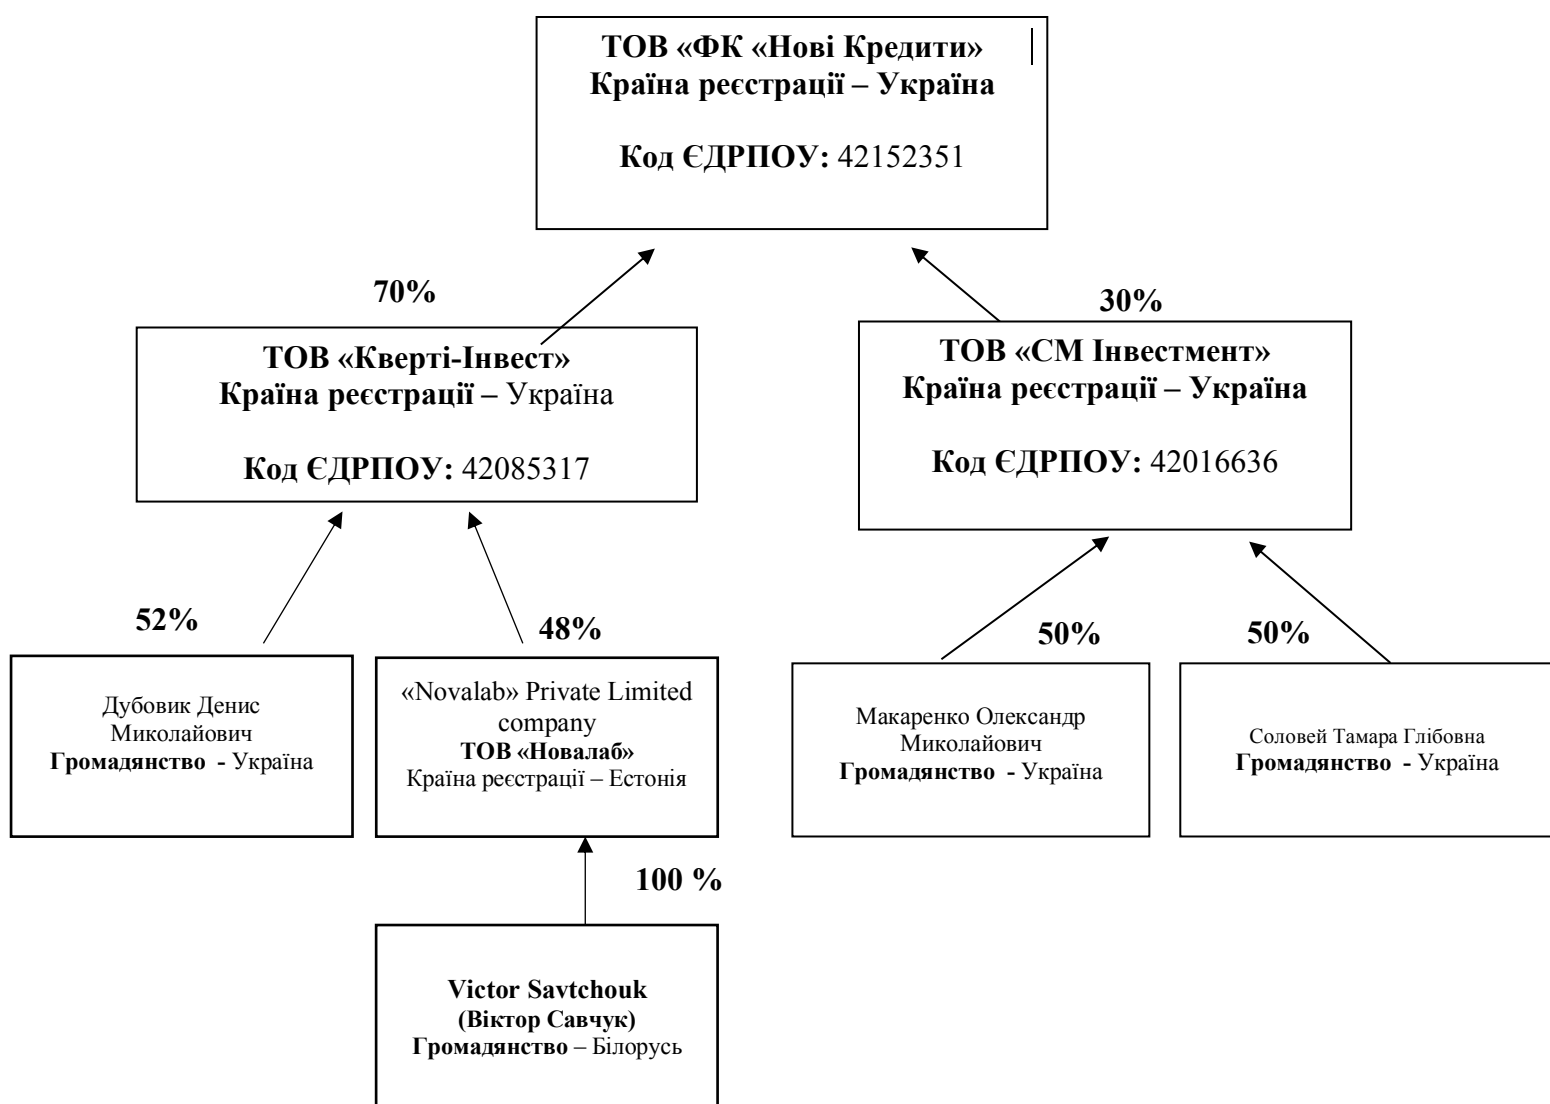 ТОВ «ФК «Нові Кредити»
Країна реєстрації – Україна
Код ЄДРПОУ: 42152351
70%
30%
ТОВ «Кверті-Інвест»
Країна реєстрації – Україна
Код ЄДРПОУ: 42085317
ТОВ «СМ Інвестмент»
Країна реєстрації – Україна
Код ЄДРПОУ: 42016636
52%
48%
50%
50%
Дубовик Денис
Миколайович
Громадянство - Україна
«Novalab» Private Limited
company
ТОВ «Новалаб»
Країна реєстрації – Естонія
Макаренко Олександр
Миколайович
Громадянство - Україна
Соловей Тамара Глібовна
Громадянство - Україна
100 %
Victor Savtchouk
(Віктор Савчук)
Громадянство – Білорусь